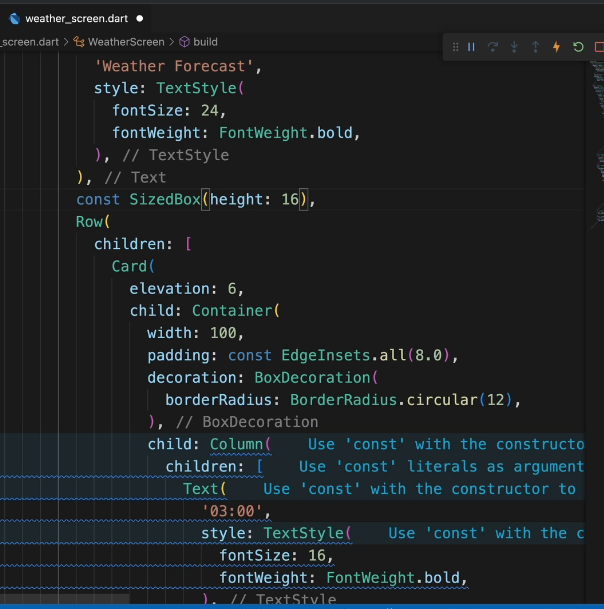 weather_screen.dart
_screen.dart > WeatherScreen > build
'Weather Forecast',
style: TextStyle(
fontSize: 24,
fontWeight: FontWeight.bold,
), // TextStyle
), // Text
const SizedBox(height: 16),
Row(
children: [
Card(
elevation: 6,
child: Container(
width: 100,
padding: const EdgeInsets.all(8.0),
decoration: BoxDecoration(
borderRadius: BorderRadius.circular(12),
), // BoxDecoration
child: Column( Use 'const' with the constructo
children: [ Use 'const' literals as argument
Text( Use 'const' with the constructor to
'03:00',
style: TextStyle( Use 'const' with the c
fontSize: 16,
fontWeight: FontWeight.bold,
), // TextStyle